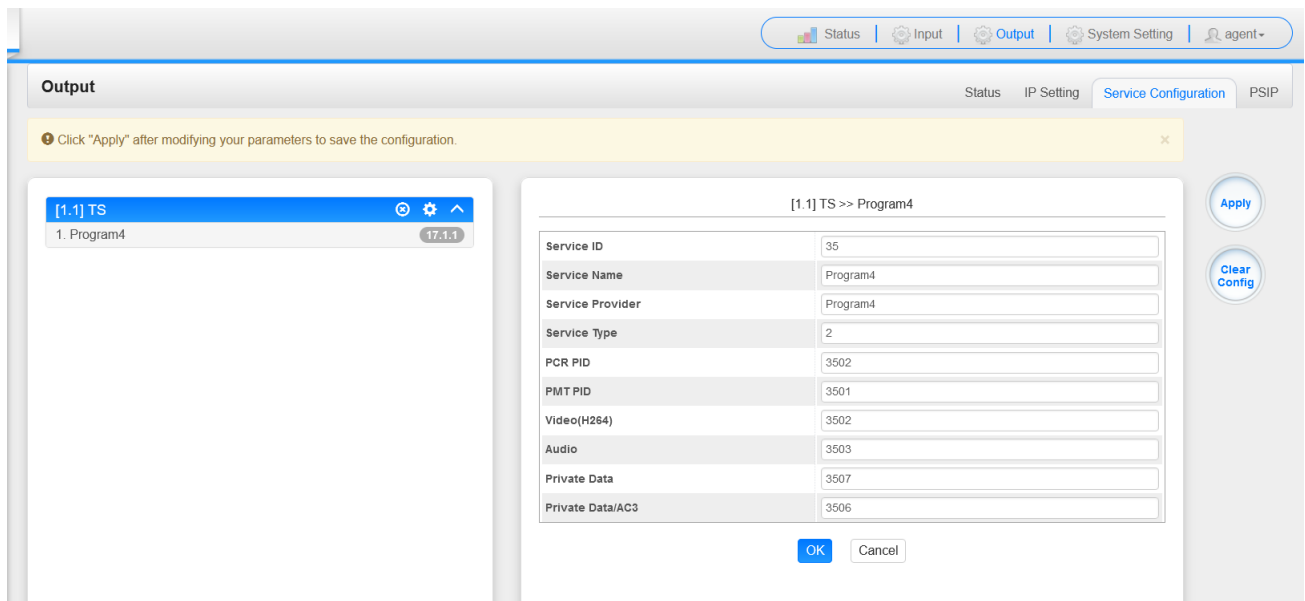 Status Input Output System Setting agent
Output Status IP Setting Service Configuration PSIP
Click "Apply" after modifying your parameters to save the configuration. ×
[1.1] TS
1. Program4 17.1.1
[1.1] TS >> Program4
Service ID 35
Service Name Program4
Service Provider Program4
Service Type 2
PCR PID 3502
PMT PID 3501
Video(H264) 3502
Audio 3503
Private Data 3507
Private Data/AC3 3506
OK Cancel
Apply
Clear
Config